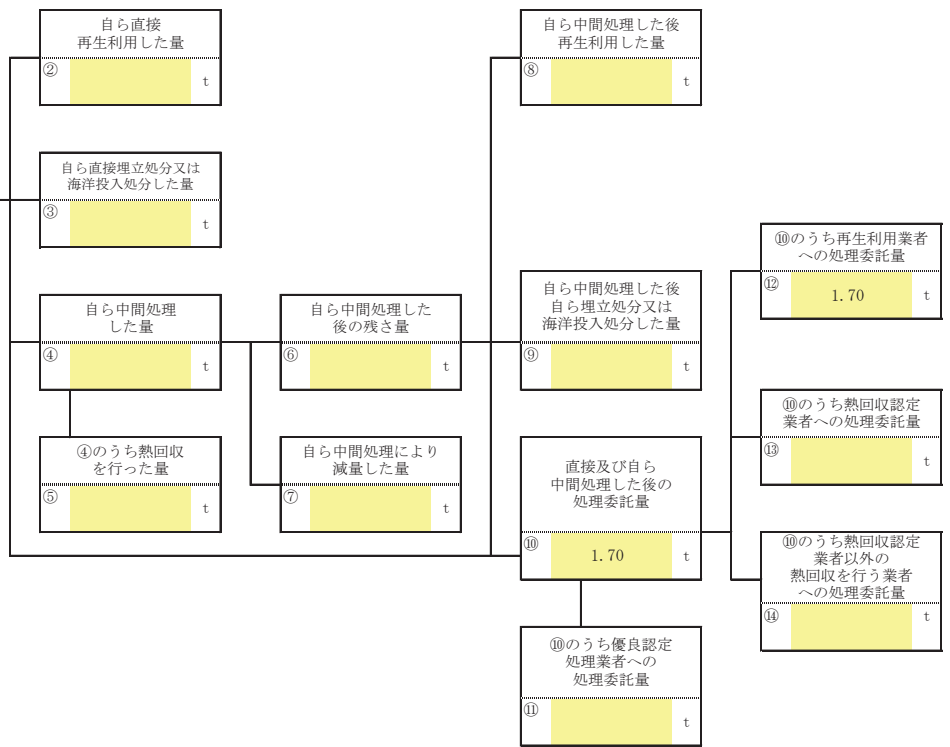 自ら直接
再生利用した量
②
t
自ら中間処理した後
再生利用した量
⑧
t
自ら直接埋立処分又は
海洋投入処分した量
③
t
⑩のうち再生利用業者
への処理委託量
⑫
1.70
t
自ら中間処理
した量
④
t
自ら中間処理した
後の残さ量
⑥
t
自ら中間処理した後
自ら埋立処分又は
海洋投入処分した量
⑨
t
⑩のうち熱回収認定
業者への処理委託量
⑬
t
④のうち熱回収
を行った量
⑤
t
自ら中間処理により
減量した量
⑦
t
直接及び自ら
中間処理した後の
処理委託量
⑩
1.70
t
⑩のうち熱回収認定
業者以外の
熱回収を行う業者
への処理委託量
⑭
t
⑩のうち優良認定
処理業者への
処理委託量
⑪
t